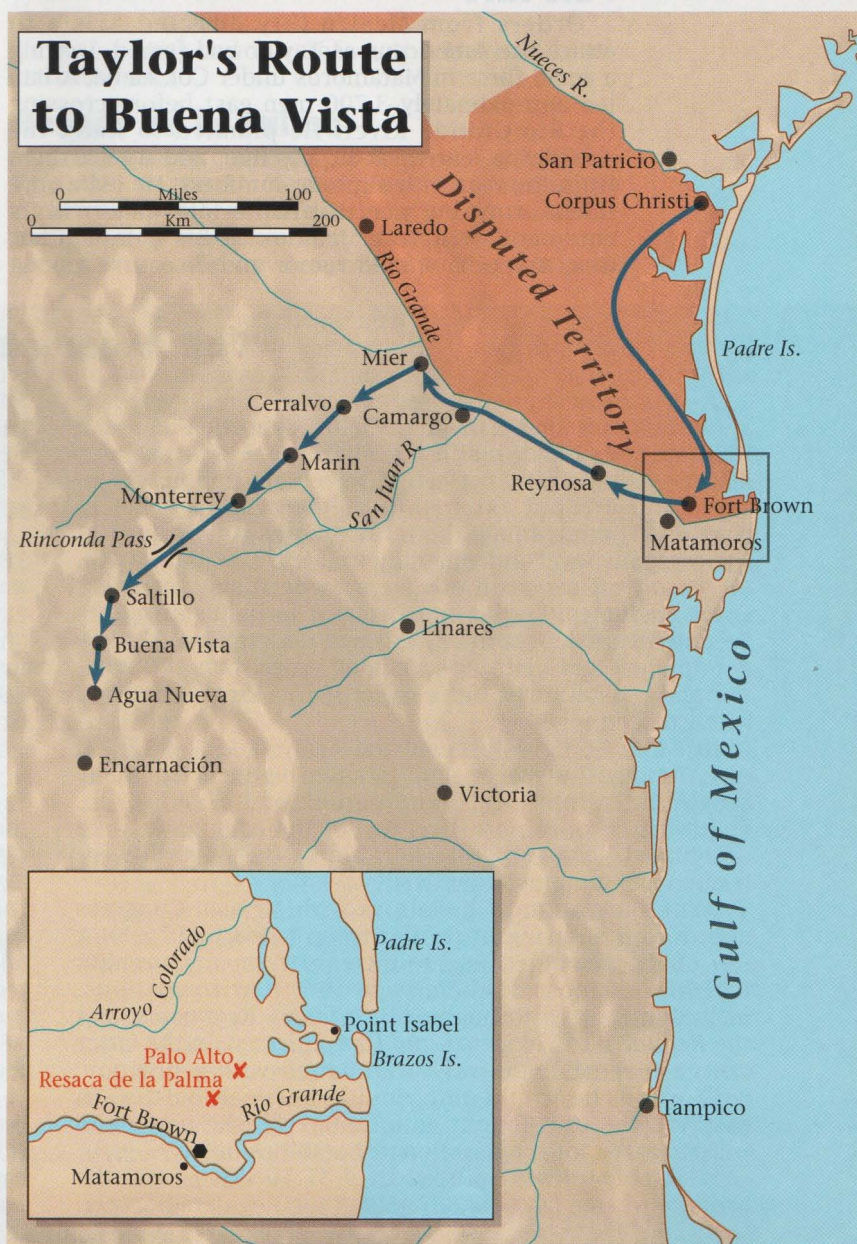 Taylor's Route
to Buena Vista
0 Miles 100
0 Km 200
Nueces R.
San Patricio
Corpus Christi
Laredo
Disputed Territory
Rio Grande
Padre Is.
Mier
Cerralvo
Camargo
Marin
San Juan R.
Reynosa
Monterrey
Fort Brown
Matamoros
Rinconda Pass
Saltillo
Linares
Buena Vista
Agua Nueva
Encarnación
Victoria
Gulf of Mexico
Tampico
Arroyo Colorado
Padre Is.
Point Isabel
Palo Alto
Brazos Is.
Resaca de la Palma
Fort Brown
Rio Grande
Matamoros